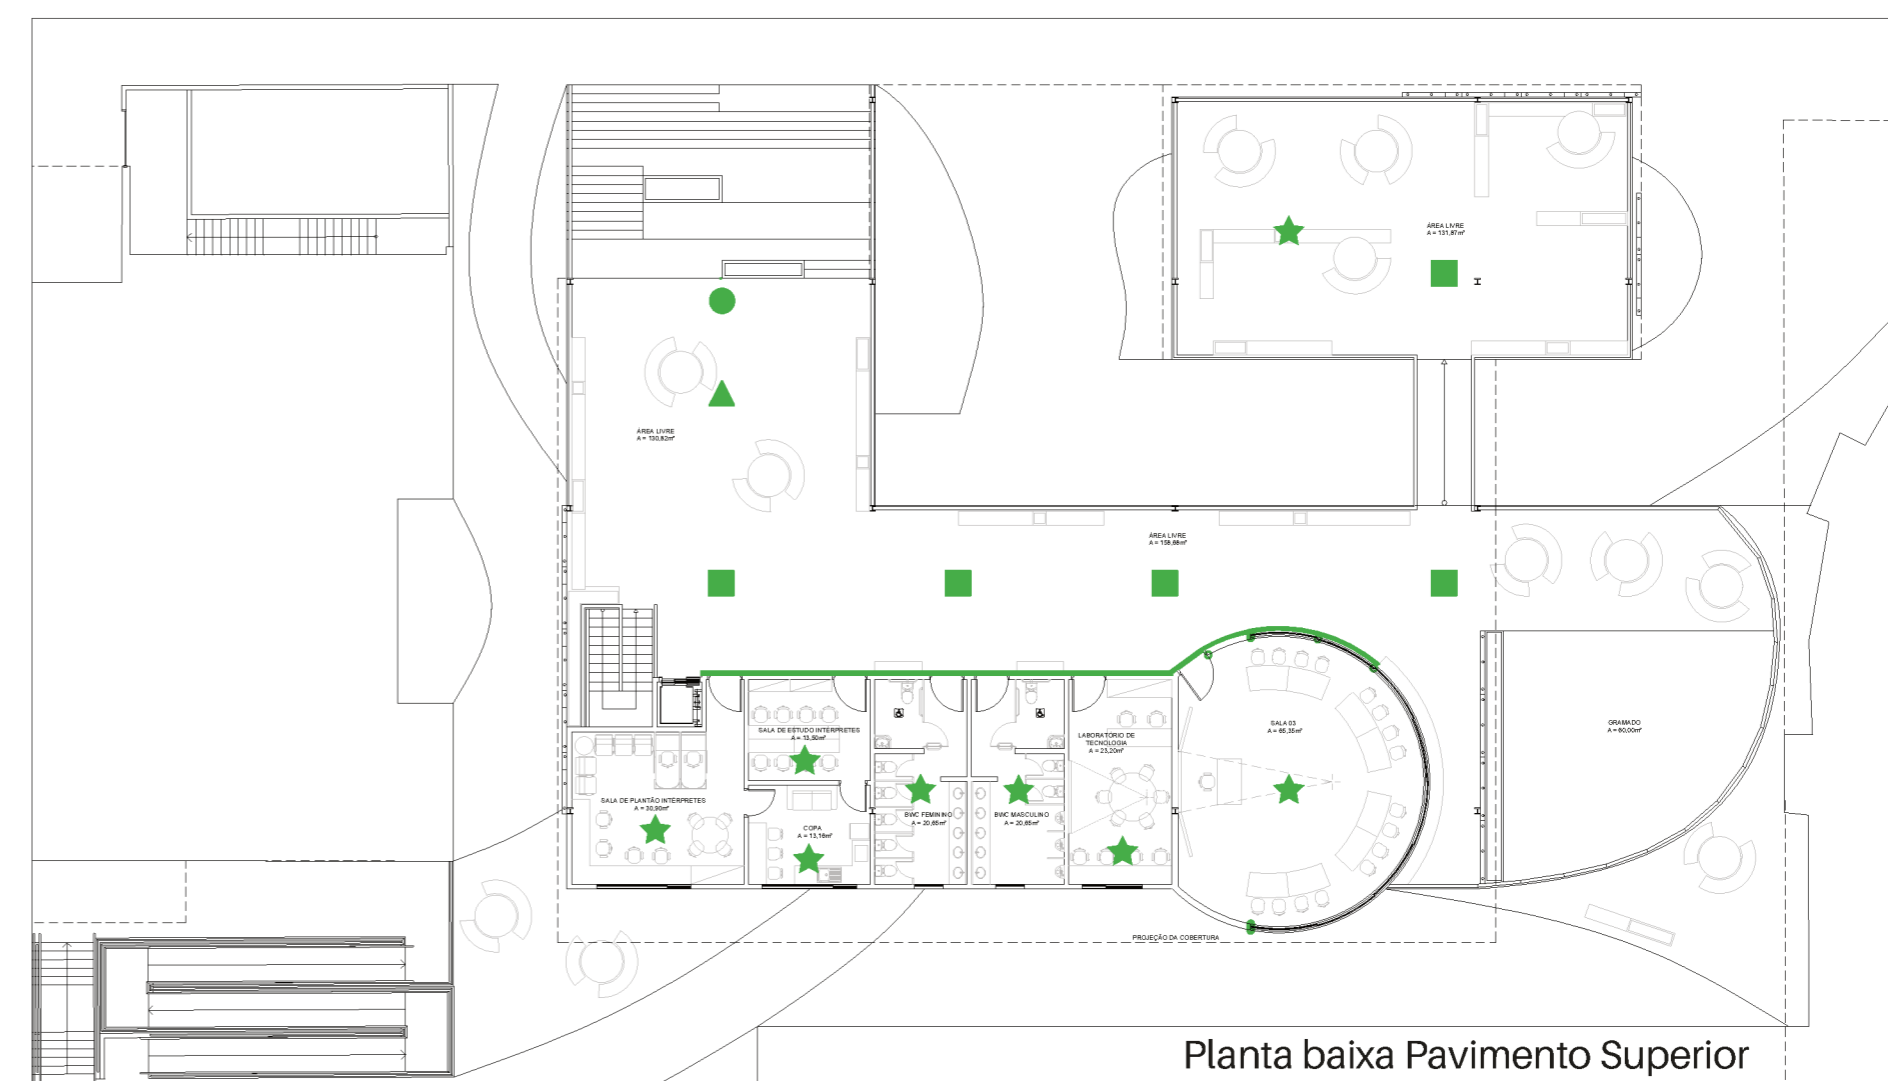 ÁREA LIVRE
A = 131,87m²
ÁREA LIVRE
A = 130,82m²
ÁREA LIVRE
A = 158,68m²
SALA DE ESTUDO INTÉRPRETES
A = 13,50m²
SALA DE PLANTÃO INTÉRPRETES
A = 30,90m²
COPA
A = 13,16m²
BWC FEMININO
A = 20,65m²
BWC MASCULINO
A = 20,65m²
LABORATÓRIO DE
TECNOLOGIA
A = 23,20m²
SALA 03
A = 65,35m²
GRAMADO
A = 60,00m²
PROJEÇÃO DA COBERTURA
Planta baixa Pavimento Superior